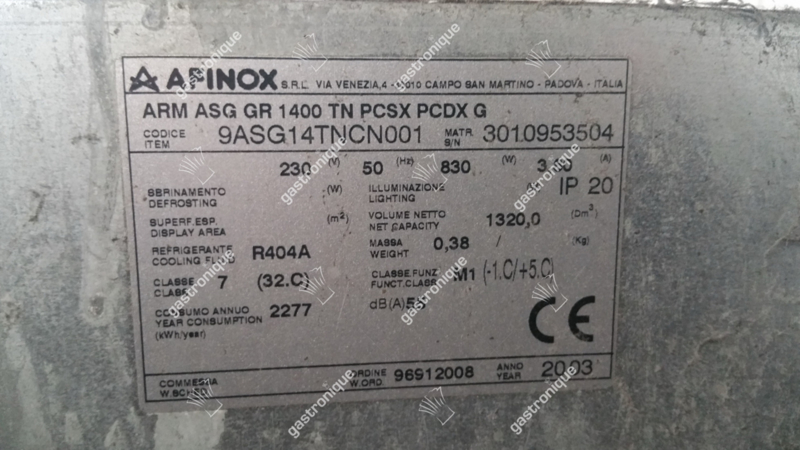 AFINOX S.R.L. VIA VENEZIA,4 - 35010 CAMPO SAN MARTINO - PADOVA - ITALIA
ARM ASG GR 1400 TN PCSX PCDX G
CODICE ITEM 9ASG14TNCN001 MATR. S/N 3010953504
230 (V) 50 (Hz) 830 (W) (A)
SBRINAMENTO DEFROSTING (W) ILLUMINAZIONE LIGHTING IP 20
SUPERF.ESP. DISPLAY AREA (m²) VOLUME NETTO NET CAPACITY 1320,0 (Dm³)
REFRIGERANTE COOLING FLUID R404A MASSA WEIGHT 0,38 / (Kg)
CLASSE CLASS 7 (32.C) CLASSE.FUNZ FUNCT.CLASS M1 (-1.C/+5.C)
CONSUMO ANNUO YEAR CONSUMPTION (kWh/year) 2277 dB(A) 55 CE
COMMESSA W.SCHED ORDINE W.ORD 96912008 ANNO YEAR 2003
gastronique